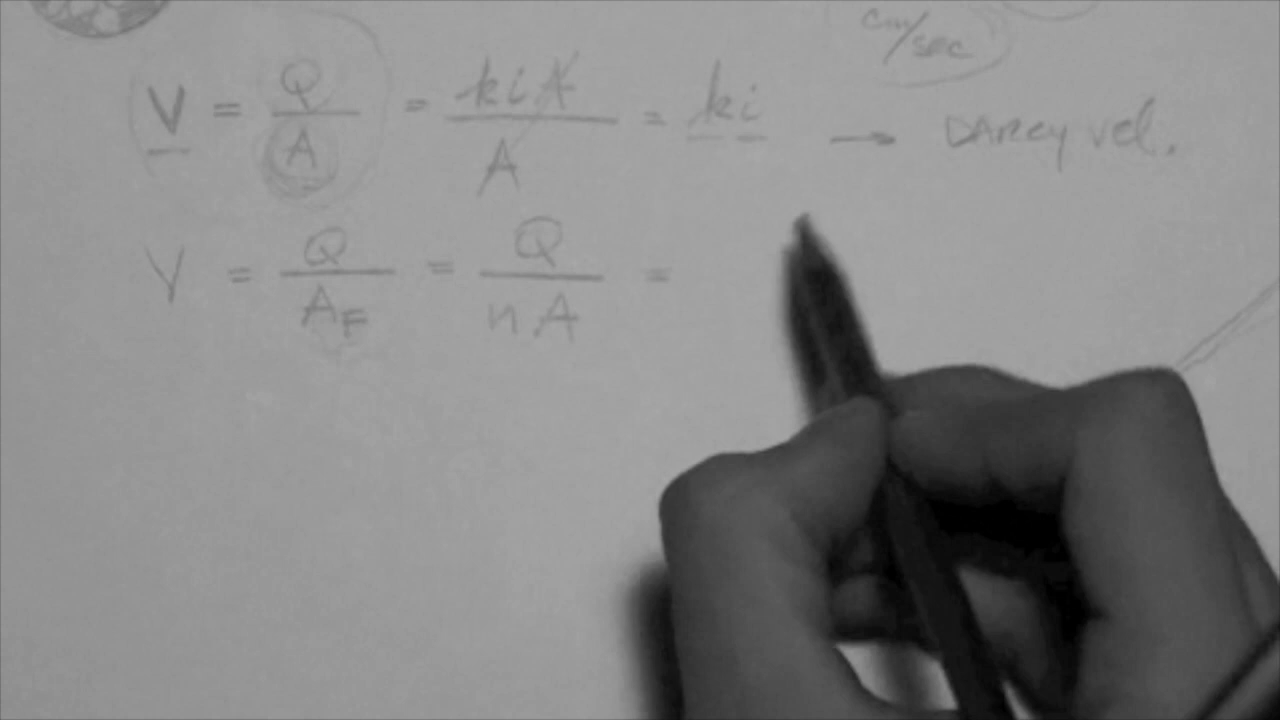 cm/sec
V = Q/A = kiA/A = ki → DARCY vel.
V = Q/A_F = Q/nA =